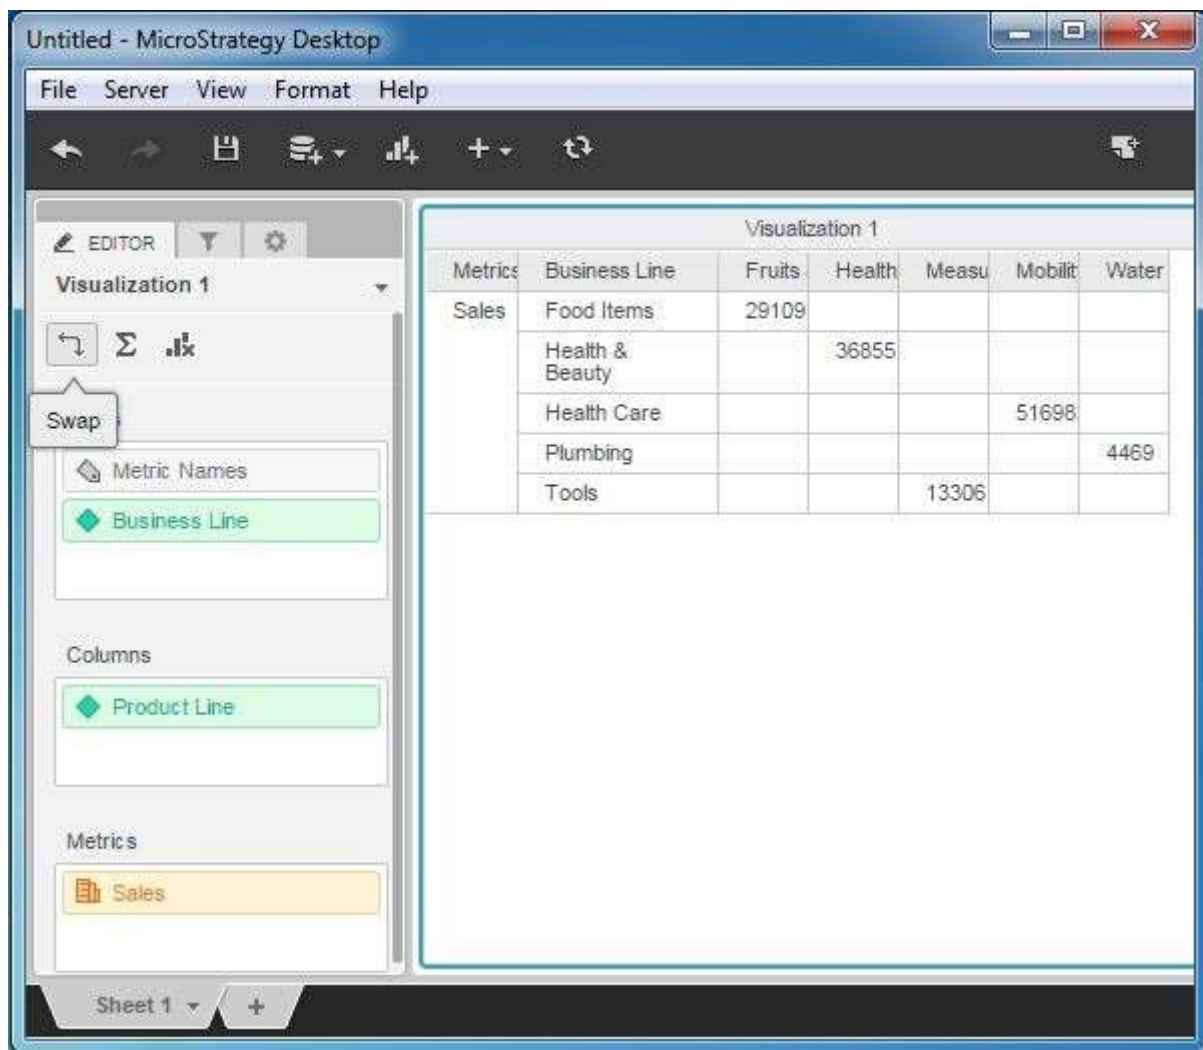 Untitled - MicroStrategy Desktop
File Server View Format Help
EDITOR
Visualization 1
Swap
Metric Names
Business Line
Columns
Product Line
Metrics
Sales
Visualization 1
Metrics Business Line Fruits Health Measu Mobilit Water
Sales Food Items 29109
Health &
Beauty 36855
Health Care 51698
Plumbing 4469
Tools 13306
Sheet 1 +